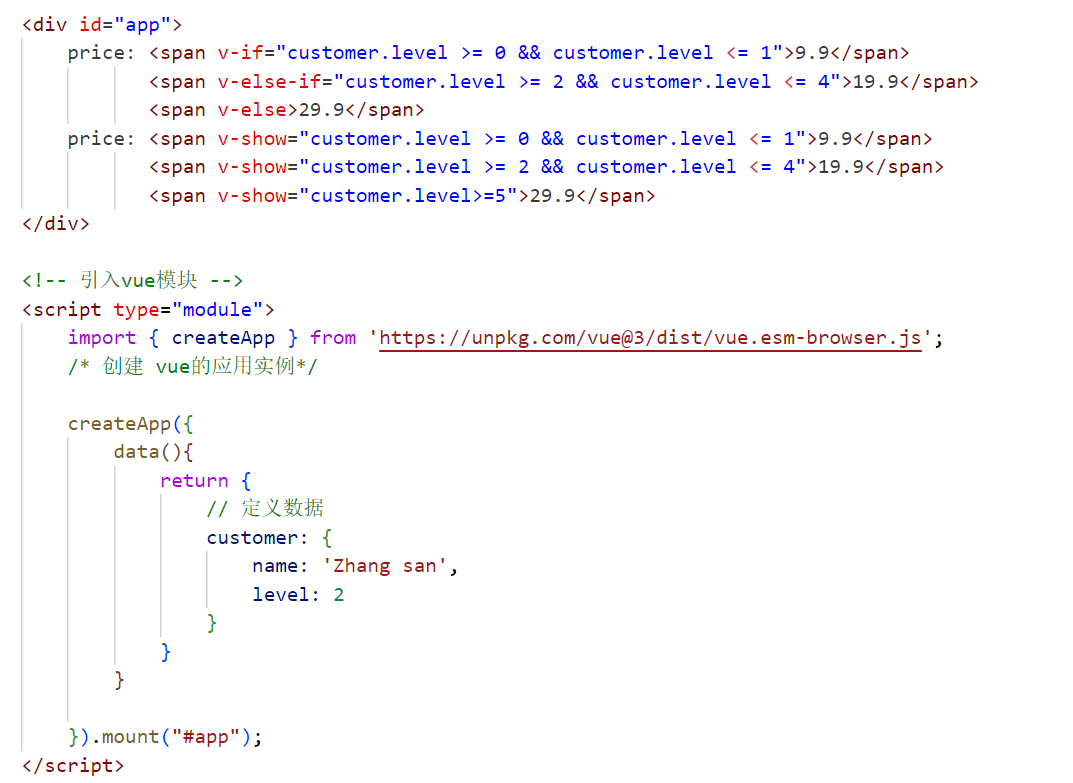 <div id="app">
    price: <span v-if="customer.level >= 0 && customer.level <= 1">9.9</span>
           <span v-else-if="customer.level >= 2 && customer.level <= 4">19.9</span>
           <span v-else>29.9</span>
    price: <span v-show="customer.level >= 0 && customer.level <= 1">9.9</span>
           <span v-show="customer.level >= 2 && customer.level <= 4">19.9</span>
           <span v-show="customer.level>=5">29.9</span>
</div>

<!-- 引入vue模块 -->
<script type="module">
    import { createApp } from 'https://unpkg.com/vue@3/dist/vue.esm-browser.js';
    /* 创建 vue的应用实例*/

    createApp({
        data(){
            return {
                // 定义数据
                customer: {
                    name: 'Zhang san',
                    level: 2
                }
            }
        }

    }).mount("#app");
</script>